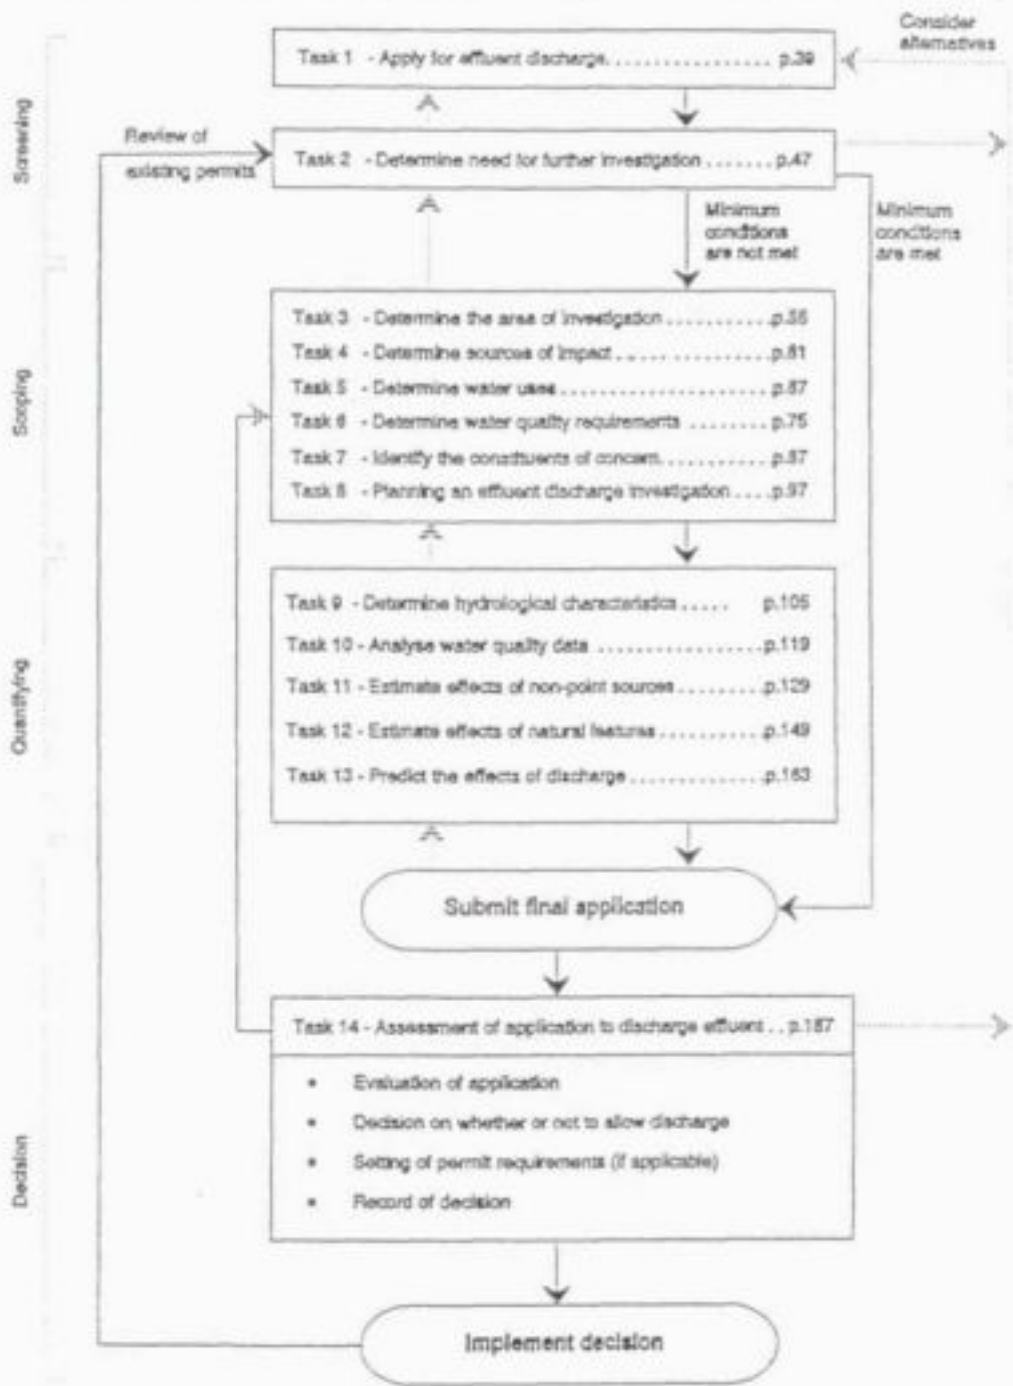 Consider
alternatives
Task 1 - Apply for effluent discharge. . . . . . . . . . . . . . . . p.39
Screening
Review of
existing permits
Task 2 - Determine need for further investigation . . . . . . . p.47
Minimum
conditions
are not met
Minimum
conditions
are met
Scoping
Task 3 - Determine the area of investigation . . . . . . . . . . . p.55
Task 4 - Determine sources of impact . . . . . . . . . . . . . . . p.61
Task 5 - Determine water uses . . . . . . . . . . . . . . . . . . . . . p.67
Task 6 - Determine water quality requirements . . . . . . . . p.75
Task 7 - Identify the constituents of concern. . . . . . . . . . . p.87
Task 8 - Planning an effluent discharge investigation . . . . p.97
Quantifying
Task 9 - Determine hydrological characteristics . . . . . p.105
Task 10 - Analyse water quality data . . . . . . . . . . . . . . . . . p.119
Task 11 - Estimate effects of non-point sources . . . . . . . . . p.129
Task 12 - Estimate effects of natural features . . . . . . . . . . . p.149
Task 13 - Predict the effects of discharge . . . . . . . . . . . . . . p.163
Submit final application
Decision
Task 14 - Assessment of application to discharge effluent . . p.187
• Evaluation of application
• Decision on whether or not to allow discharge
• Setting of permit requirements (if applicable)
• Record of decision
Implement decision